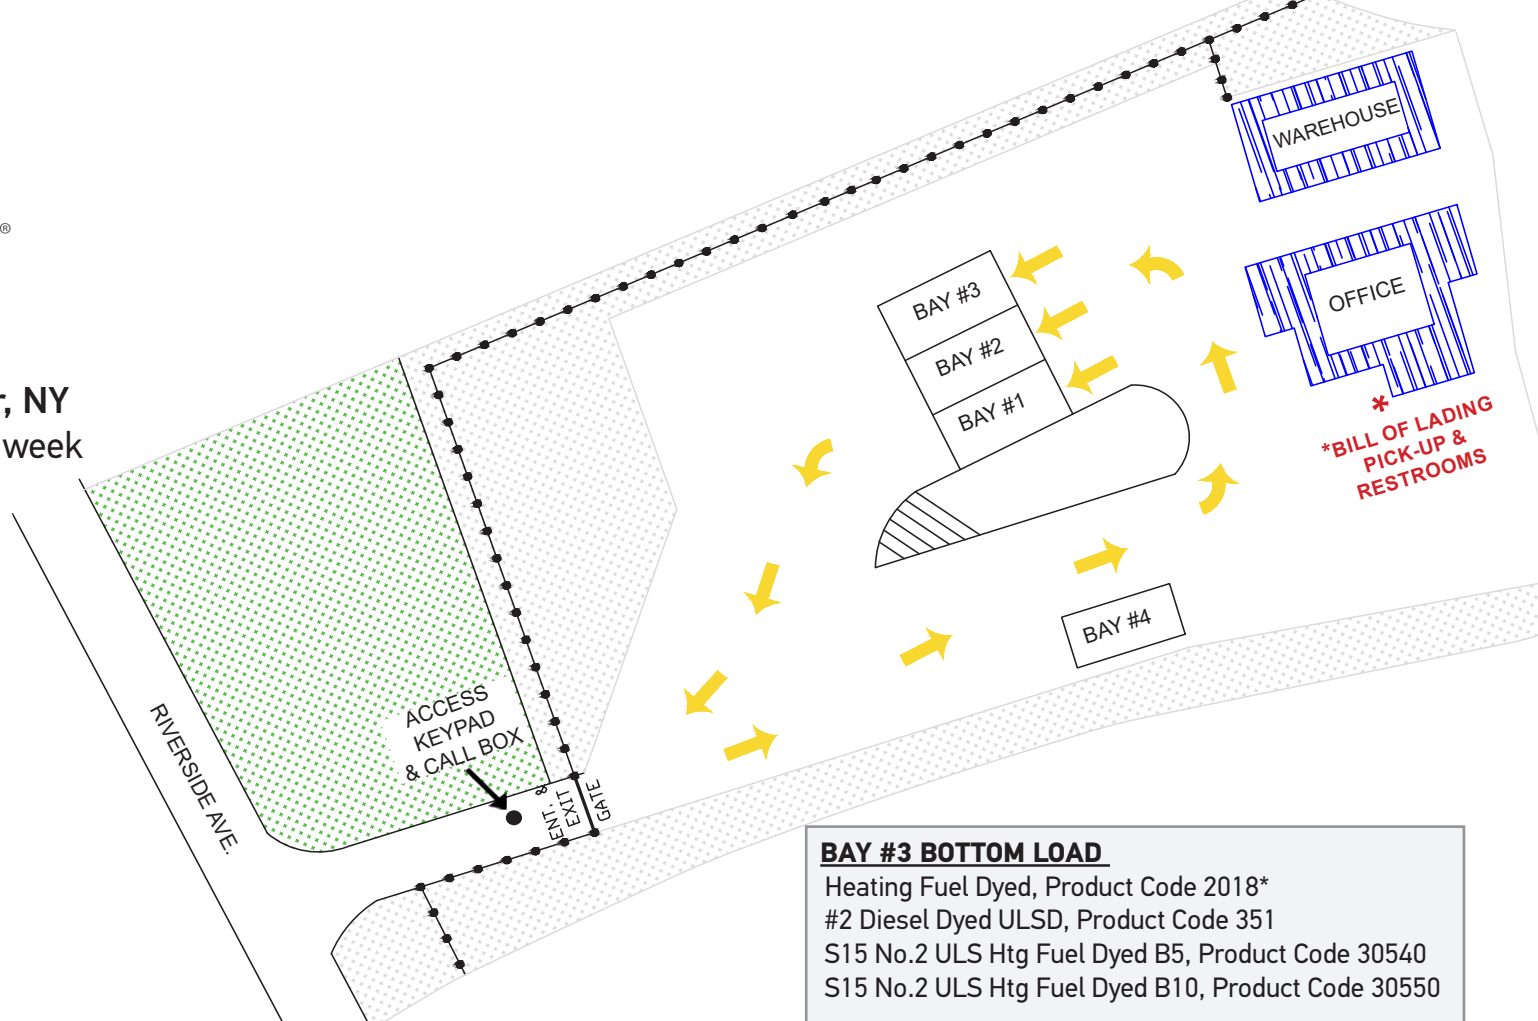 ®
r, NY
week
WAREHOUSE
OFFICE
*
*BILL OF LADING
PICK-UP &
RESTROOMS
BAY #3
BAY #2
BAY #1
BAY #4
ACCESS
KEYPAD
& CALL BOX
ENT. &
EXIT
GATE
RIVERSIDE AVE.
BAY #3 BOTTOM LOAD
Heating Fuel Dyed, Product Code 2018*
#2 Diesel Dyed ULSD, Product Code 351
S15 No.2 ULS Htg Fuel Dyed B5, Product Code 30540
S15 No.2 ULS Htg Fuel Dyed B10, Product Code 30550